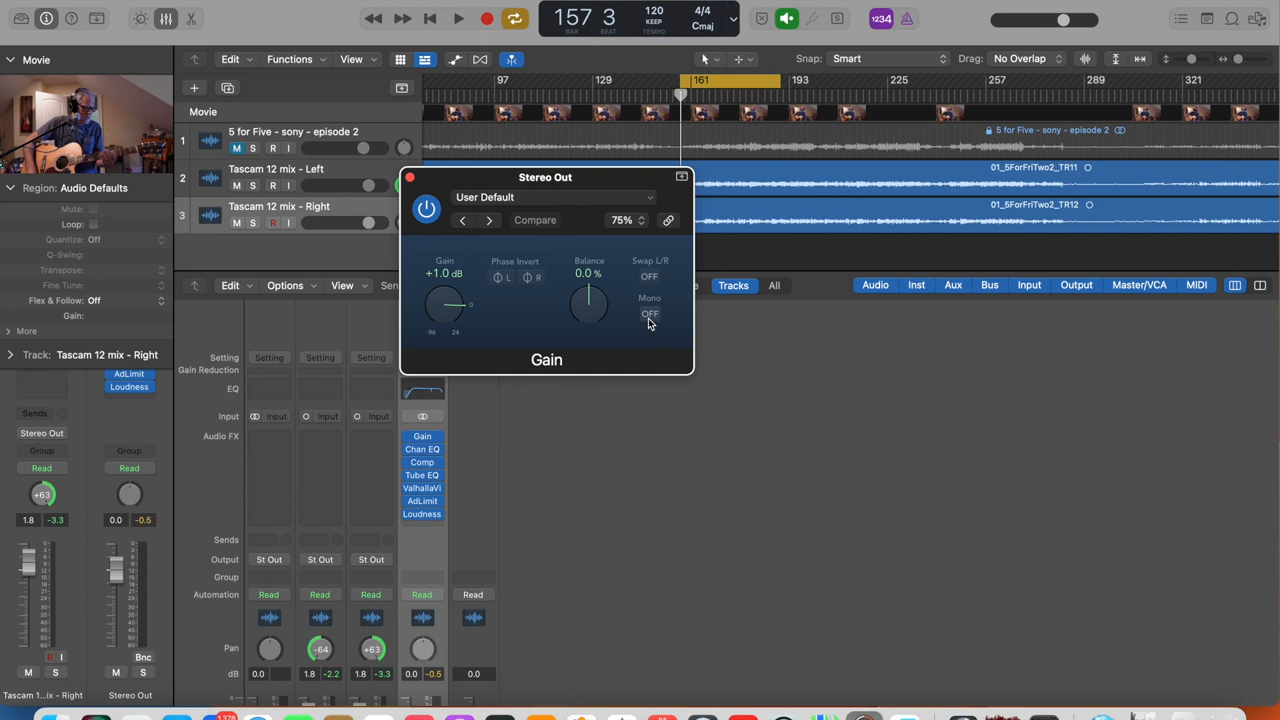 157 3
BAR BEAT
120
KEEP
TEMPO
4/4
Cmaj
S
1234
Movie
Edit Functions View
Snap: Smart
Drag: No Overlap
97 129 161 193 225 257 289 321
Movie
1 5 for Five - sony - episode 2
M S R I
5 for Five - sony - episode 2
2 Tascam 12 mix - Left
M S R I
01_5ForFriTwo2_TR11
3 Tascam 12 mix - Right
M S R I
01_5ForFriTwo2_TR12
Region: Audio Defaults
Mute:
Loop:
Quantize: Off
Q-Swing:
Transpose:
Fine Tune:
Flex & Follow: Off
Gain:
More
Track: Tascam 12 mix - Right
Stereo Out
User Default
Compare
75%
Gain
+1.0 dB
0
-96 24
Phase Invert
L R
Balance
0.0 %
Swap L/R
OFF
Mono
OFF
Gain
Edit Options View
Tracks All
Audio Inst Aux Bus Input Output Master/VCA MIDI
Setting Setting Setting Setting
Gain Reduction
EQ
Input Input Input Input
Audio FX
Gain
Chan EQ
Comp
Tube EQ
ValhallaVi
AdLimit
Loudness
Sends
Output St Out St Out St Out
Group
Automation Read Read Read Read Read
Pan -64 +63
dB 0.0 1.8 -2.2 1.8 -3.3 0.0 -0.5 0.0
AdLimit
Loudness
Sends
Stereo Out
Group Group
Read Read
+63
1.8 -3.3 0.0 -0.5
R I Bnc
M S M S
Tascam 1...ix - Right Stereo Out
1378